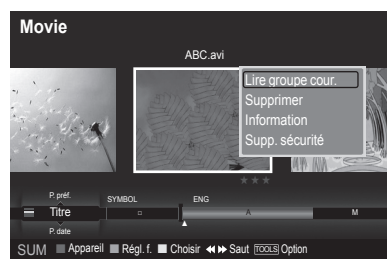 Movie
ABC.avi
Lire groupe cour.
Supprimer
Information
Supp. sécurité
P. préf.
SYMBOL
ENG
Titre
A
M
P. date
SUM Appareil Régl. f. Choisir Saut TOOLS Option